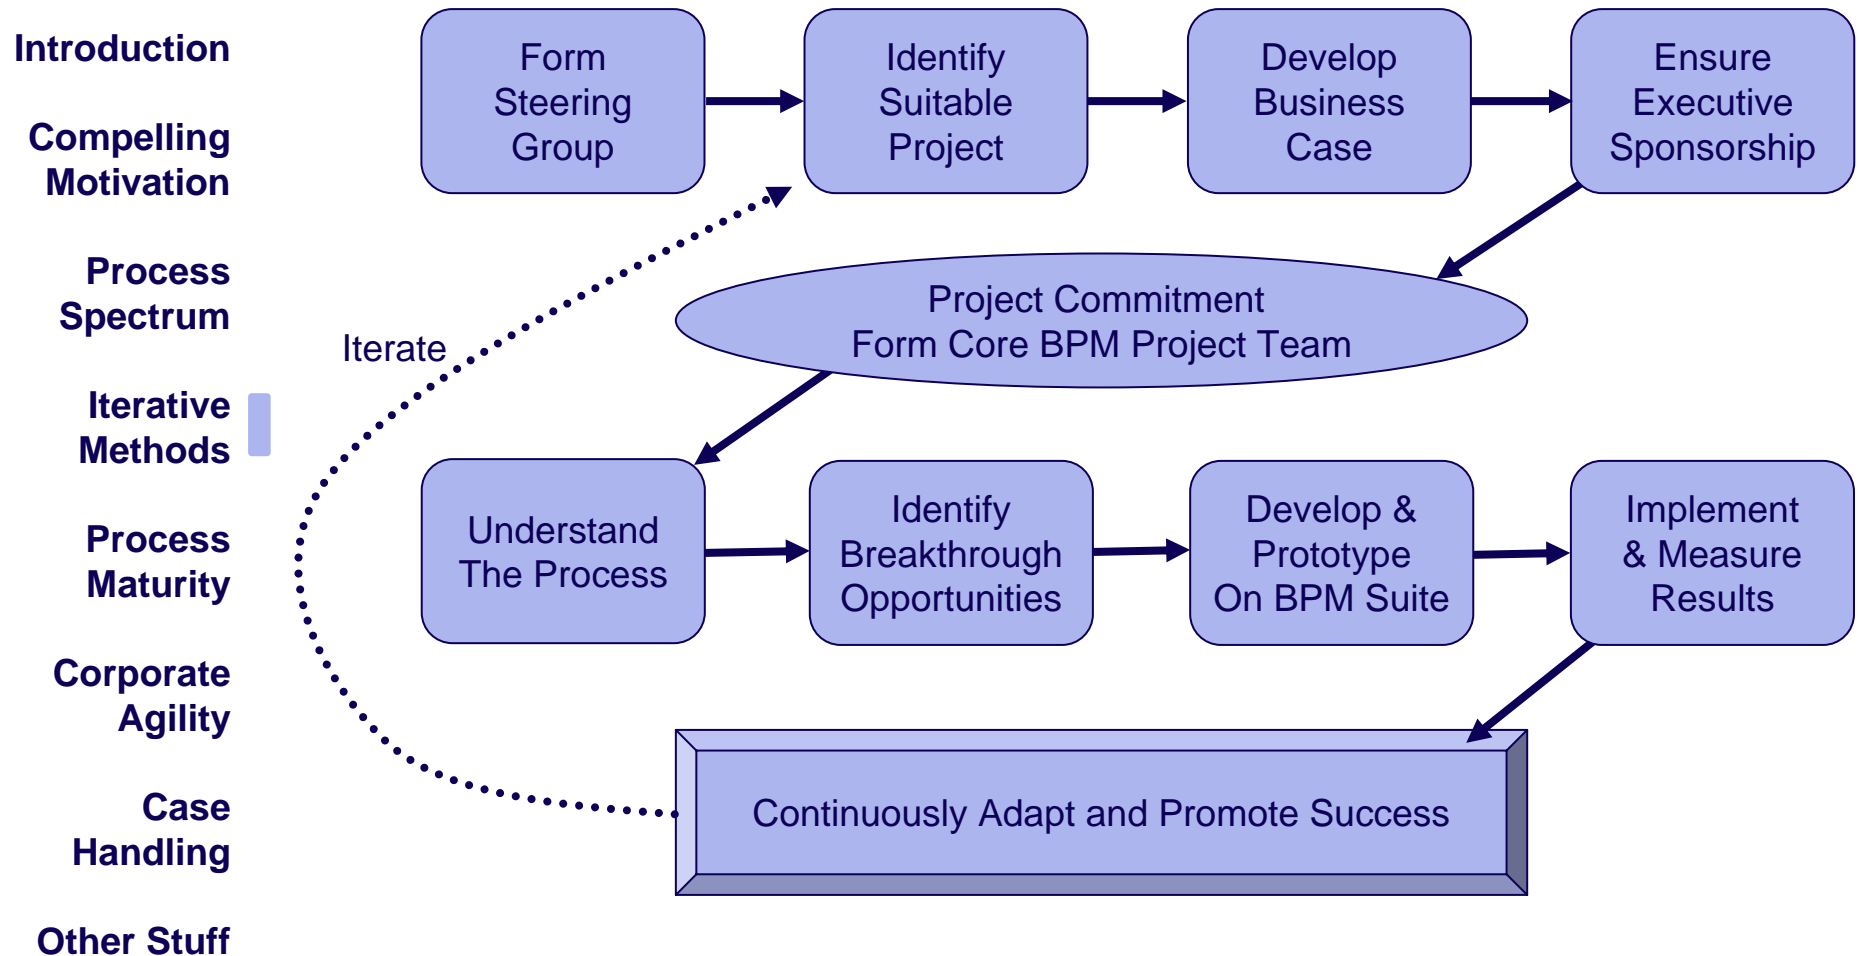 Introduction
Compelling
Motivation
Process
Spectrum
Iterative
Methods
Process
Maturity
Corporate
Agility
Case
Handling
Other Stuff
Form
Steering
Group
Identify
Suitable
Project
Develop
Business
Case
Ensure
Executive
Sponsorship
Project Commitment
Form Core BPM Project Team
Iterate
Understand
The Process
Identify
Breakthrough
Opportunities
Develop &
Prototype
On BPM Suite
Implement
& Measure
Results
Continuously Adapt and Promote Success